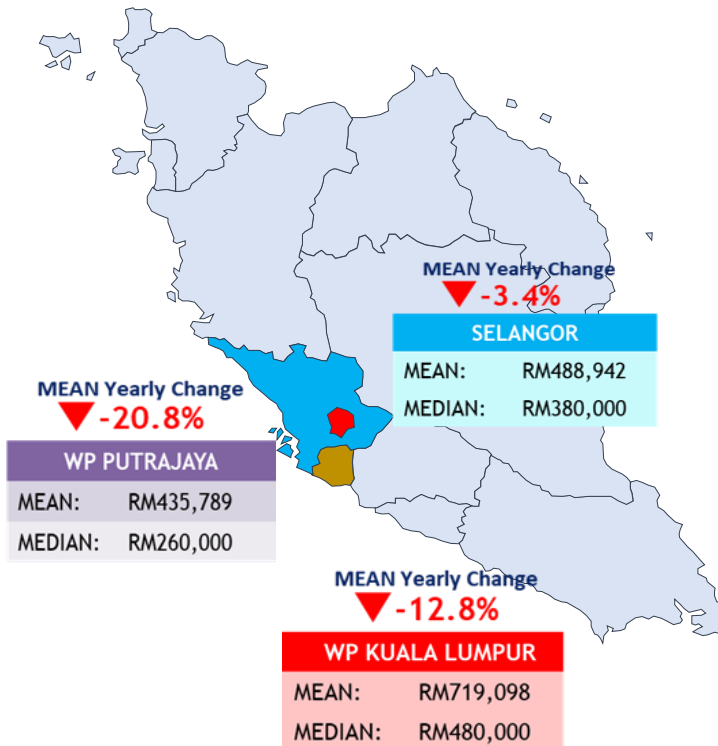 MEAN Yearly Change
-3.4%
SELANGOR
MEAN: RM488,942
MEDIAN: RM380,000
MEAN Yearly Change
-20.8%
WP PUTRAJAYA
MEAN: RM435,789
MEDIAN: RM260,000
MEAN Yearly Change
-12.8%
WP KUALA LUMPUR
MEAN: RM719,098
MEDIAN: RM480,000